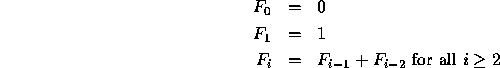 F₀ = 0
F₁ = 1
Fᵢ = Fᵢ₋₁ + Fᵢ₋₂ for all i ≥ 2